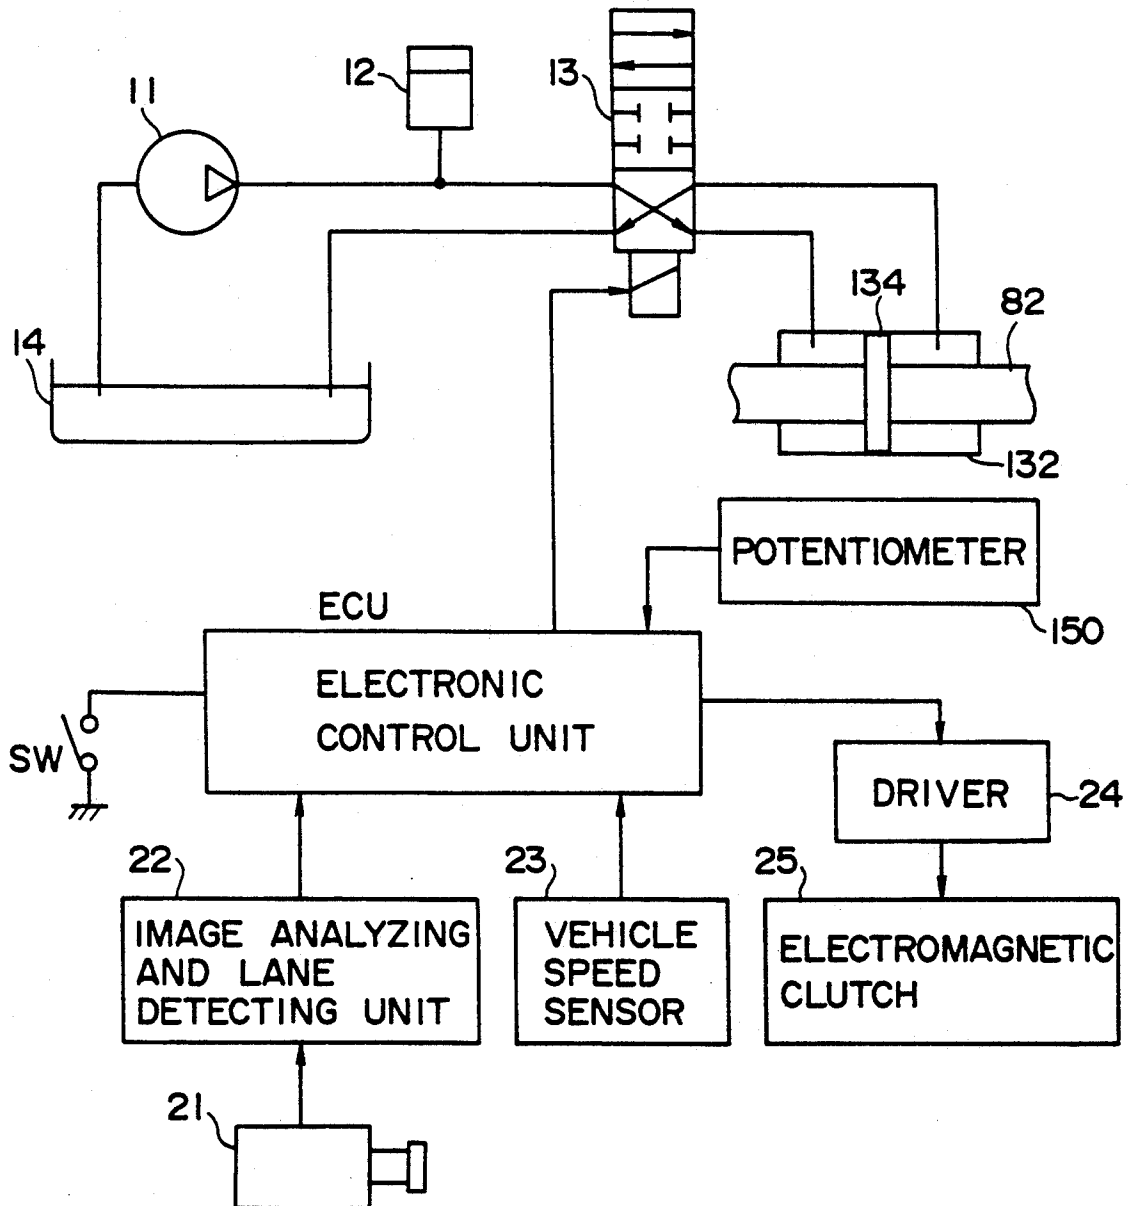 11
12
13
14
134
82
132
POTENTIOMETER
150
ECU
ELECTRONIC
CONTROL UNIT
SW
DRIVER
24
22
23
25
IMAGE ANALYZING
AND LANE
DETECTING UNIT
VEHICLE
SPEED
SENSOR
ELECTROMAGNETIC
CLUTCH
21